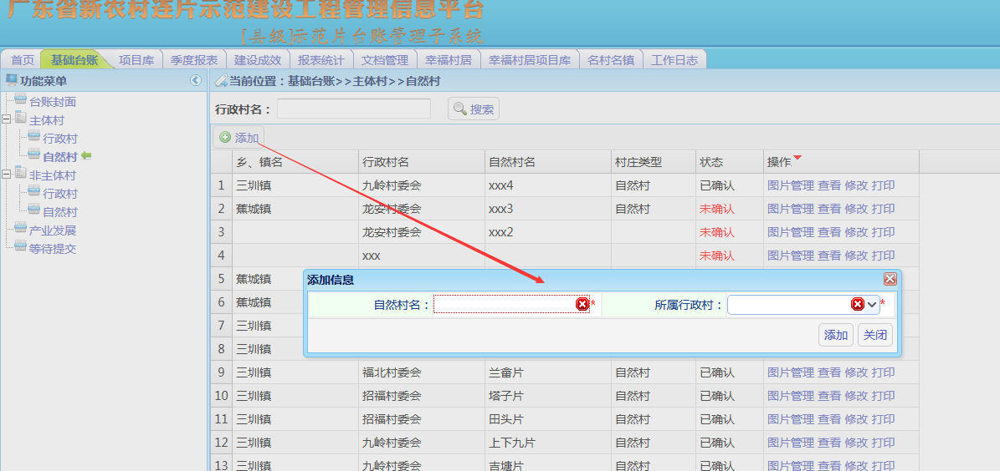 广东省新农村连片示范建设工程管理信息平台
[县级]示范片台账管理子系统
首页 基础台账 项目库 季度报表 建设成效 报表统计 文档管理 幸福村居 幸福村居项目库 名村名镇 工作日志
功能菜单
台账封面
主体村
行政村
自然村
非主体村
行政村
自然村
产业发展
等待提交
当前位置：基础台账>>主体村>>自然村
行政村名： 搜索
添加
乡、镇名 行政村名 自然村名 村庄类型 状态 操作
1 三圳镇 九岭村委会 xxx4 自然村 已确认 图片管理 查看 修改 打印
2 蕉城镇 龙安村委会 xxx3 自然村 未确认 图片管理 查看 修改 打印
3 龙安村委会 xxx2 未确认 图片管理 查看 修改 打印
4 xxx 未确认 图片管理 查看 修改 打印
5 蕉城镇
6 蕉城镇
7 三圳镇
8 三圳镇
添加信息
自然村名： * 所属行政村： *
添加 关闭
9 三圳镇 福北村委会 兰畲片 自然村 已确认 图片管理 查看 修改 打印
10 三圳镇 招福村委会 塔子片 自然村 已确认 图片管理 查看 修改 打印
11 三圳镇 招福村委会 田头片 自然村 已确认 图片管理 查看 修改 打印
12 三圳镇 九岭村委会 上下九片 自然村 已确认 图片管理 查看 修改 打印
13 三圳镇 九岭村委会 吉塘片 自然村 已确认 图片管理 查看 修改 打印